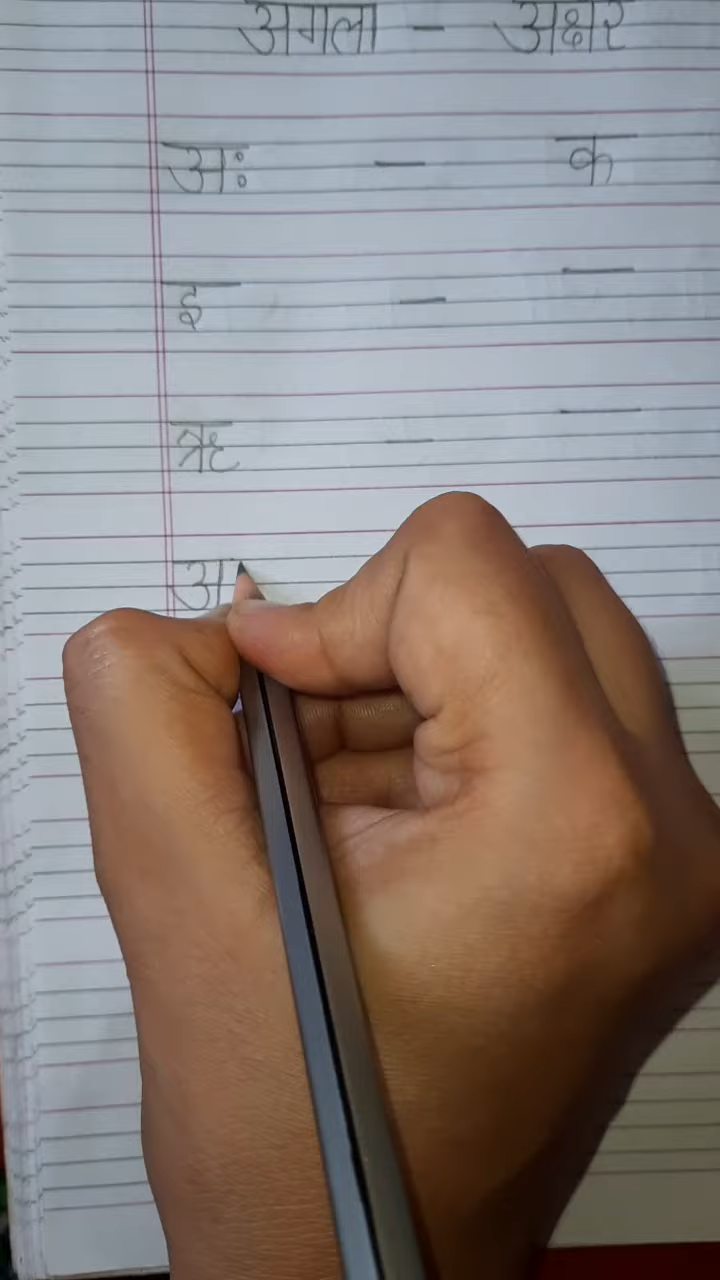 अगला - अक्षर
अः - क
इ - —
ऋ - —
अ